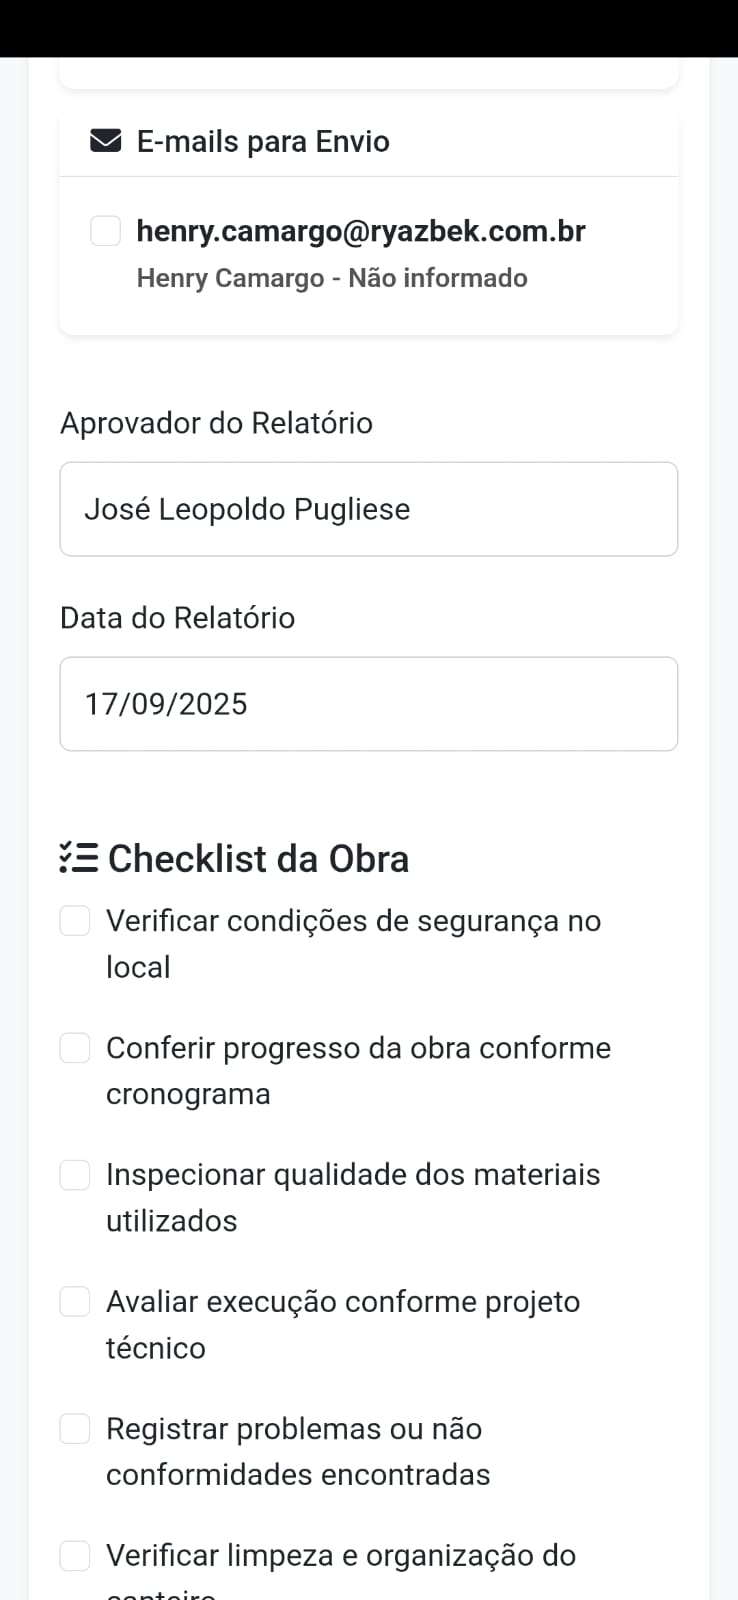 E-mails para Envio
henry.camargo@ryazbek.com.br
Henry Camargo - Não informado
Aprovador do Relatório
José Leopoldo Pugliese
Data do Relatório
17/09/2025
Checklist da Obra
Verificar condições de segurança no
local
Conferir progresso da obra conforme
cronograma
Inspecionar qualidade dos materiais
utilizados
Avaliar execução conforme projeto
técnico
Registrar problemas ou não
conformidades encontradas
Verificar limpeza e organização do